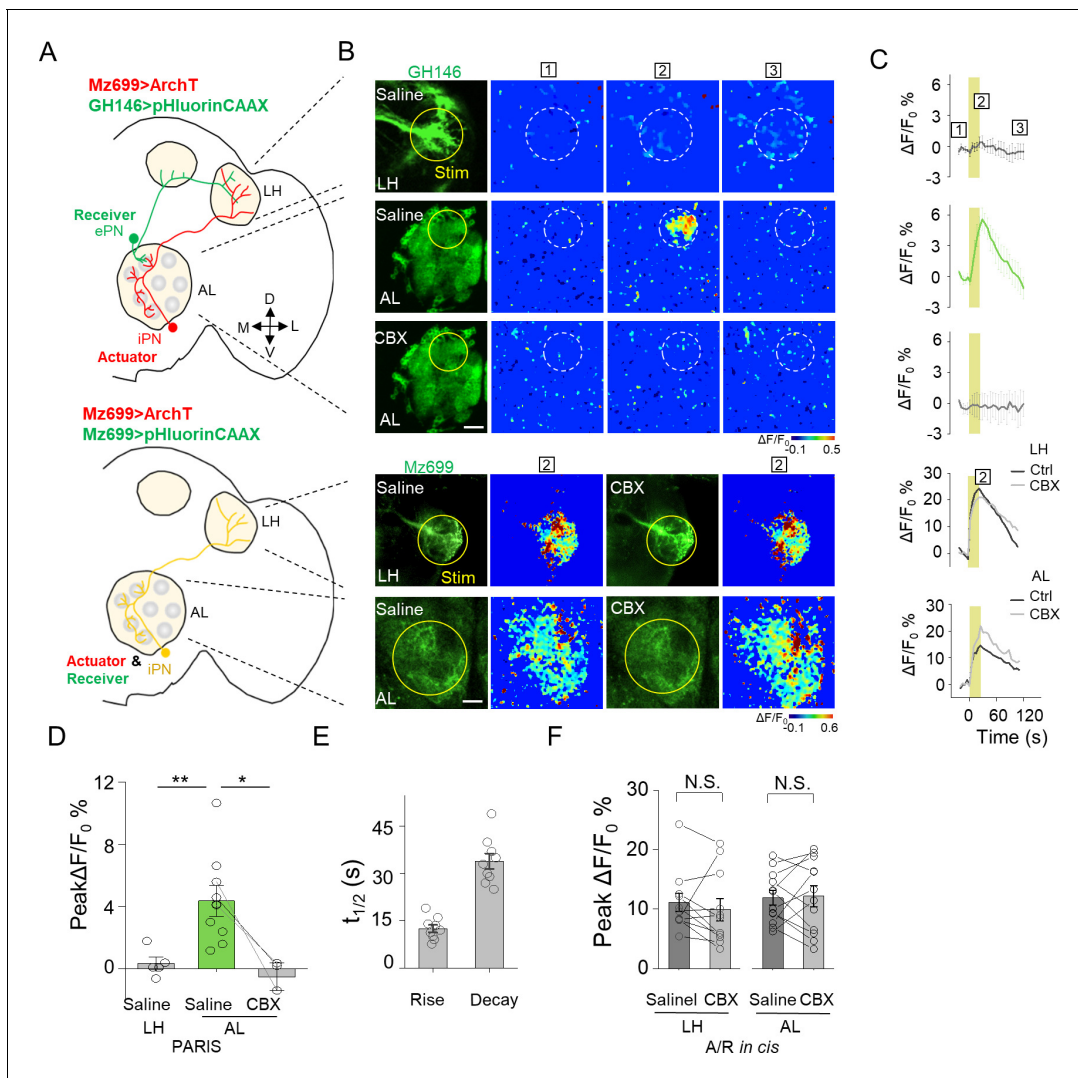 A
Mz699>ArchT
GH146>pHluorinCAAX
LH
Receiver
ePN
AL
D
M
L
V
iPN
Actuator
Mz699>ArchT
Mz699>pHluorinCAAX
LH
AL
Actuator &
Receiver
iPN
B
GH146
1
2
3
Saline
Stim
LH
Saline
AL
CBX
AL
ΔF/F0
-0.1
0.5
Mz699
2
2
Saline
CBX
Stim
LH
Saline
CBX
AL
ΔF/F0
-0.1
0.6
C
ΔF/F0 %
6
3
0
-3
1
2
3
ΔF/F0 %
6
3
0
-3
ΔF/F0 %
6
3
0
-3
LH
Ctrl
CBX
2
ΔF/F0 %
30
20
10
0
AL
Ctrl
CBX
ΔF/F0 %
30
20
10
0
0
60
120
Time (s)
D
PeakΔF/F0 %
12
8
4
0
**
*
Saline
Saline
CBX
LH
AL
PARIS
E
t1/2 (s)
45
30
15
0
Rise
Decay
F
Peak ΔF/F0 %
30
20
10
0
N.S.
N.S.
Salinel
CBX
Saline
CBX
LH
AL
A/R in cis